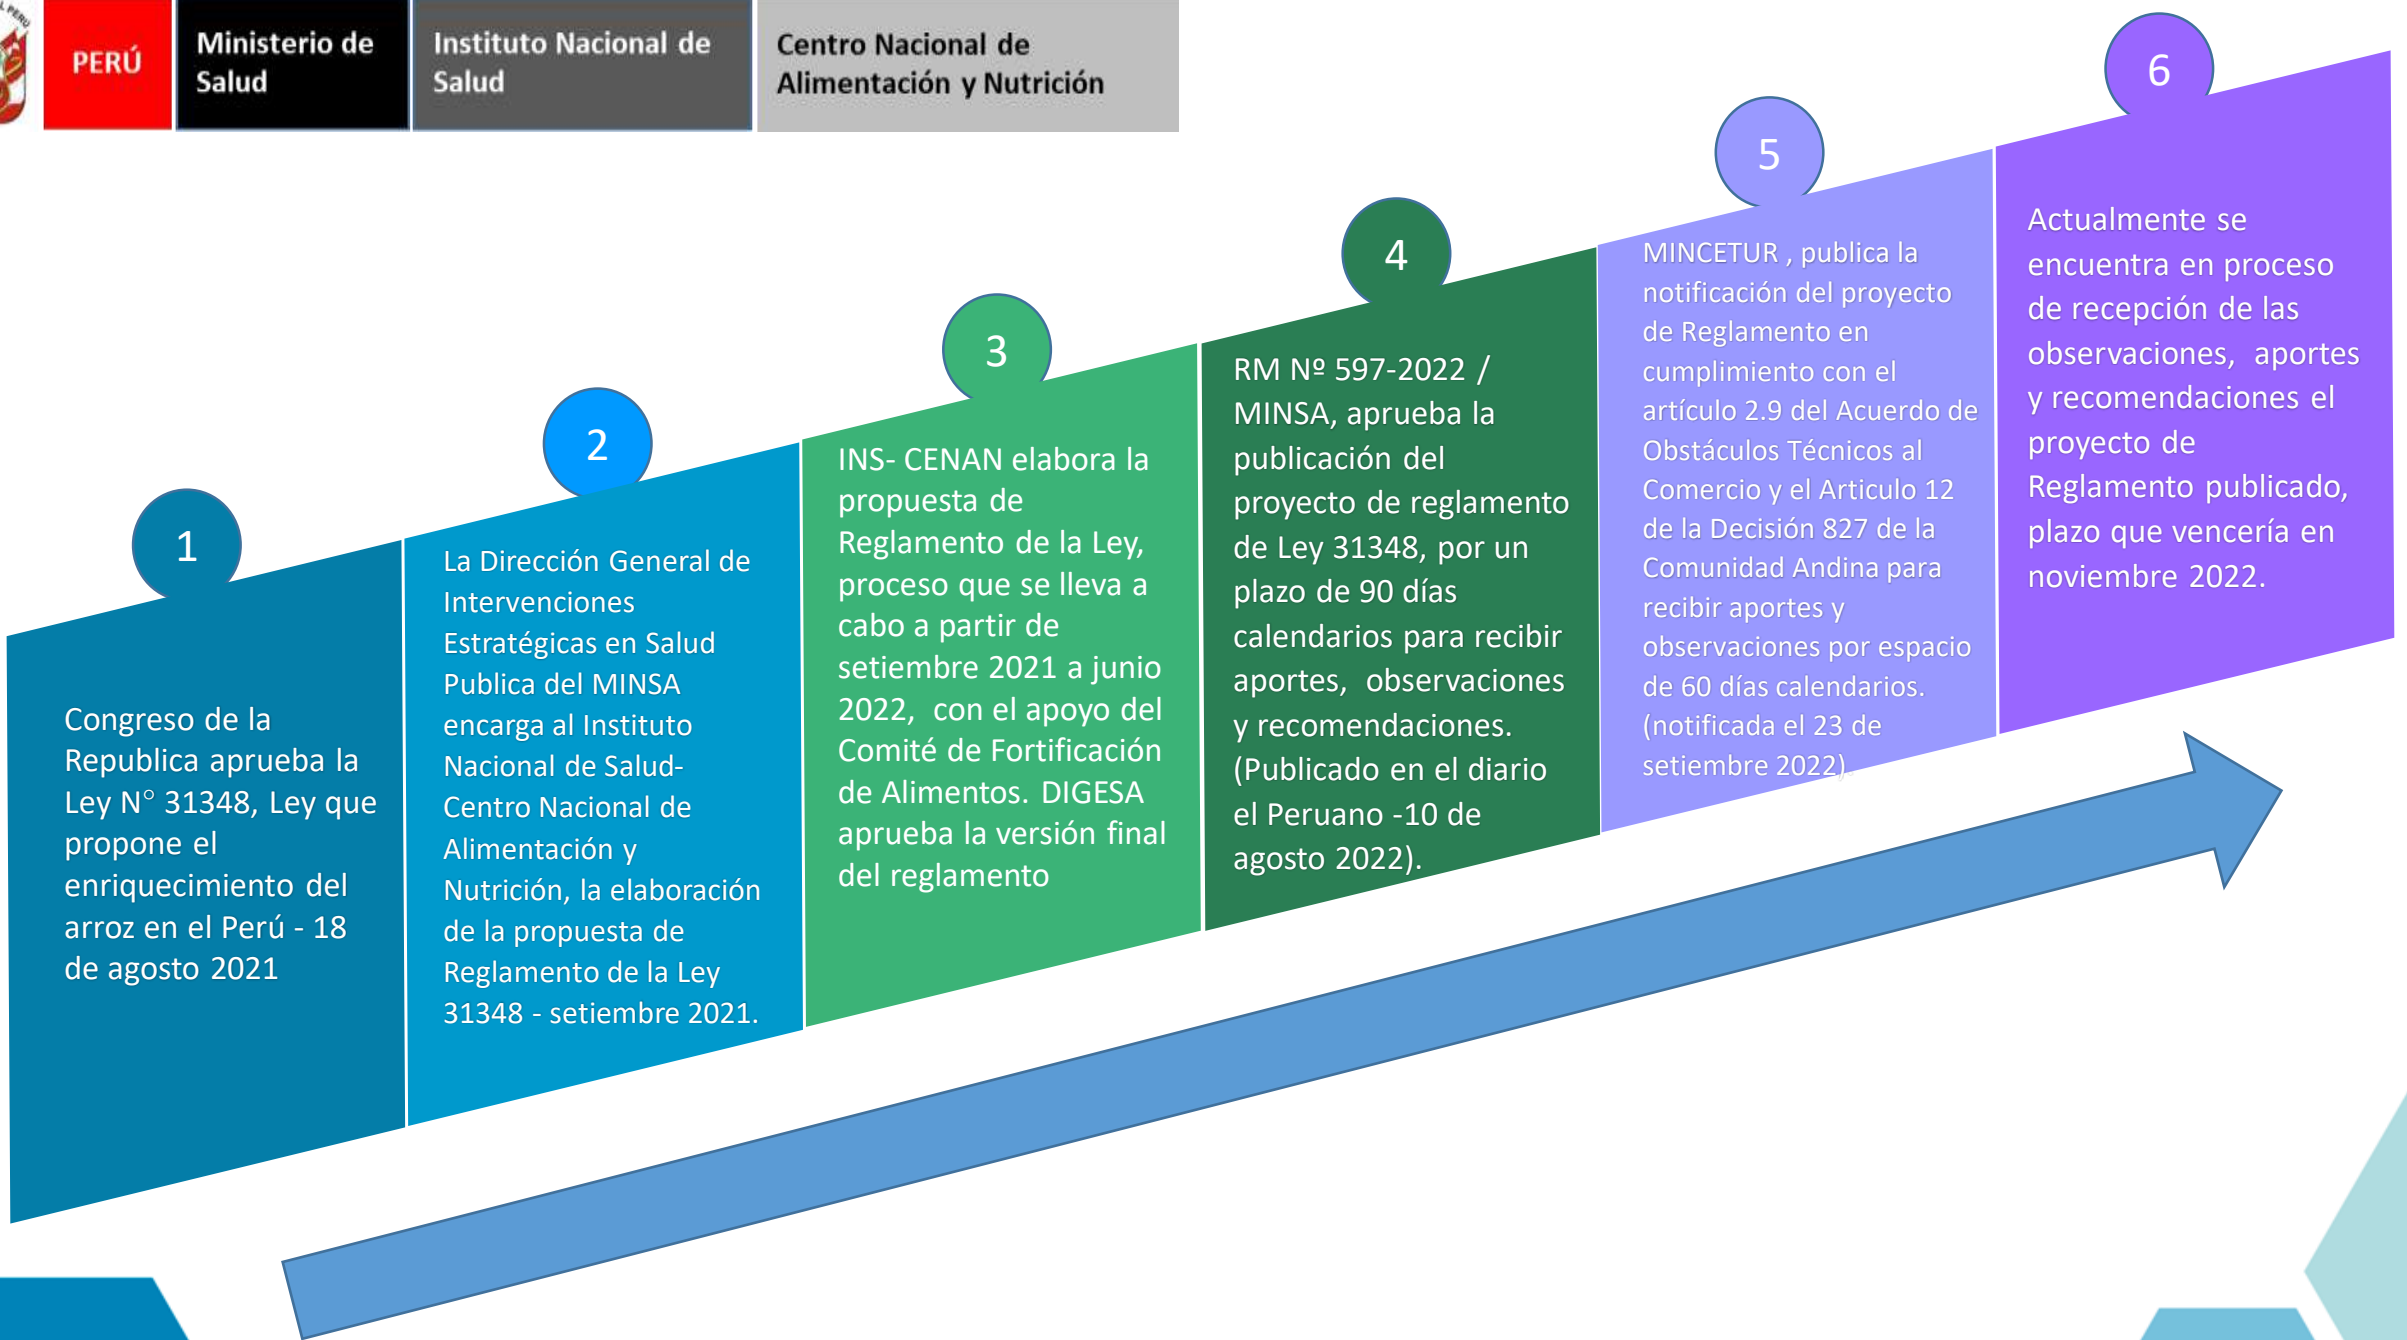 PERÚ
Ministerio de
Salud
Instituto Nacional de
Salud
Centro Nacional de
Alimentación y Nutrición
1
Congreso de la
Republica aprueba la
Ley N° 31348, Ley que
propone el
enriquecimiento del
arroz en el Perú - 18
de agosto 2021
2
La Dirección General de
Intervenciones
Estratégicas en Salud
Publica del MINSA
encarga al Instituto
Nacional de Salud-
Centro Nacional de
Alimentación y
Nutrición, la elaboración
de la propuesta de
Reglamento de la Ley
31348 - setiembre 2021.
3
INS- CENAN elabora la
propuesta de
Reglamento de la Ley,
proceso que se lleva a
cabo a partir de
setiembre 2021 a junio
2022, con el apoyo del
Comité de Fortificación
de Alimentos. DIGESA
aprueba la versión final
del reglamento
4
RM Nº 597-2022 /
MINSA, aprueba la
publicación del
proyecto de reglamento
de Ley 31348, por un
plazo de 90 días
calendarios para recibir
aportes, observaciones
y recomendaciones.
(Publicado en el diario
el Peruano -10 de
agosto 2022).
5
MINCETUR , publica la
notificación del proyecto
de Reglamento en
cumplimiento con el
artículo 2.9 del Acuerdo de
Obstáculos Técnicos al
Comercio y el Articulo 12
de la Decisión 827 de la
Comunidad Andina para
recibir aportes y
observaciones por espacio
de 60 días calendarios.
(notificada el 23 de
setiembre 2022).
6
Actualmente se
encuentra en proceso
de recepción de las
observaciones, aportes
y recomendaciones el
proyecto de
Reglamento publicado,
plazo que vencería en
noviembre 2022.